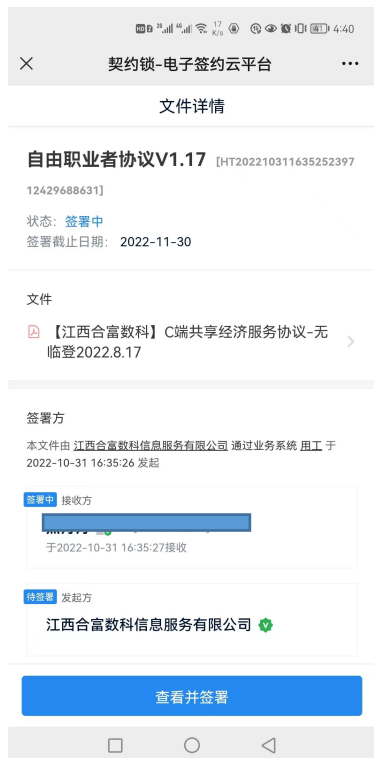 HD 2 26 46 17 K/s 41 4:40
契约锁-电子签约云平台
文件详情
自由职业者协议V1.17 [HT202210311635252397
12429688631]
状态: 签署中
签署截止日期: 2022-11-30
文件
【江西合富数科】C端共享经济服务协议-无
临登2022.8.17
签署方
本文件由 江西合富数科信息服务有限公司 通过业务系统 用工 于
2022-10-31 16:35:26 发起
签署中 接收方
于2022-10-31 16:35:27接收
待签署 发起方
江西合富数科信息服务有限公司
查看并签署